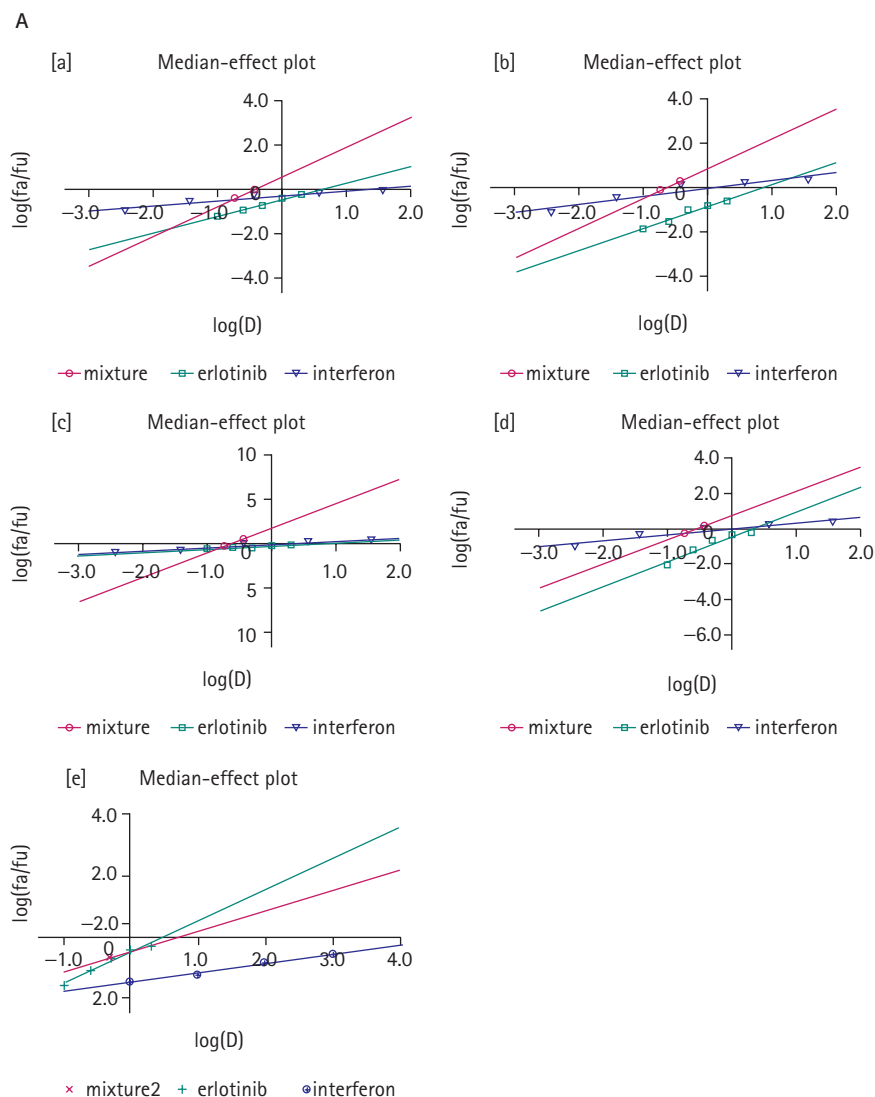 A
[a] Median-effect plot
4.0
2.0
0
-3.0 -2.0 -1.0 1.0 2.0
-2.0
-4.0
log(fa/fu)
log(D)
mixture erlotinib interferon
[b] Median-effect plot
4.0
2.0
0
-3.0 -2.0 -1.0 1.0 2.0
-2.0
-4.0
log(fa/fu)
log(D)
mixture erlotinib interferon
[c] Median-effect plot
10
5
0
-3.0 -2.0 -1.0 1.0 2.0
5
10
log(fa/fu)
log(D)
mixture erlotinib interferon
[d] Median-effect plot
4.0
2.0
0
-3.0 -2.0 -1.0 1.0 2.0
-2.0
-4.0
-6.0
log(fa/fu)
log(D)
mixture erlotinib interferon
[e] Median-effect plot
4.0
2.0
-2.0
0
-1.0 1.0 2.0 3.0 4.0
2.0
log(fa/fu)
log(D)
mixture2 erlotinib interferon